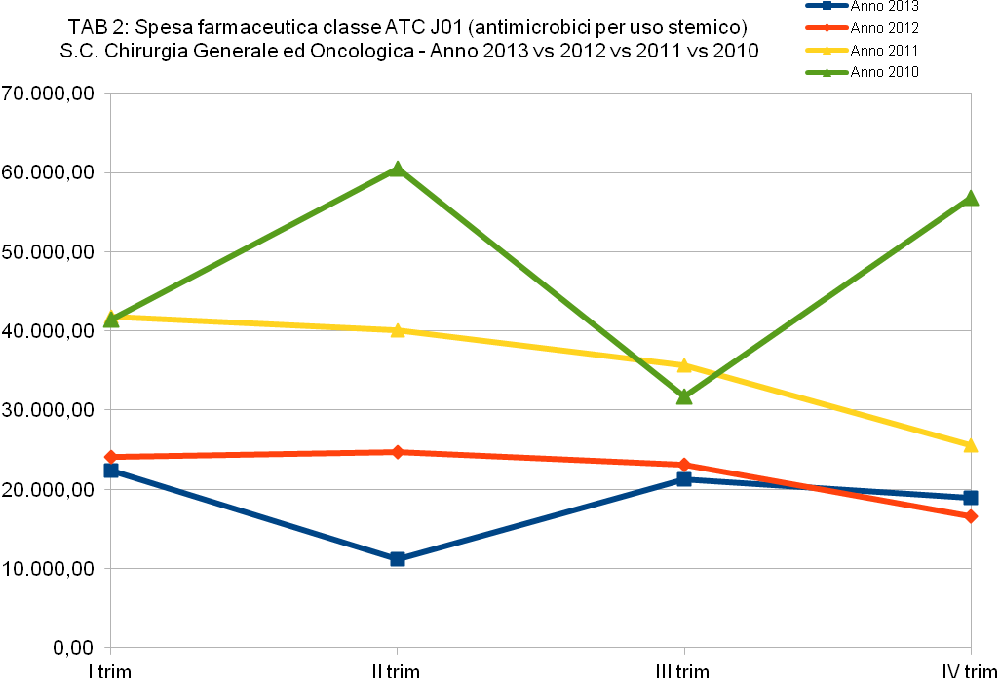 TAB 2: Spesa farmaceutica classe ATC J01 (antimicrobici per uso stemico)
S.C. Chirurgia Generale ed Oncologica - Anno 2013 vs 2012 vs 2011 vs 2010
Anno 2013
Anno 2012
Anno 2011
Anno 2010
70.000,00
60.000,00
50.000,00
40.000,00
30.000,00
20.000,00
10.000,00
0,00
I trim
II trim
III trim
IV trim